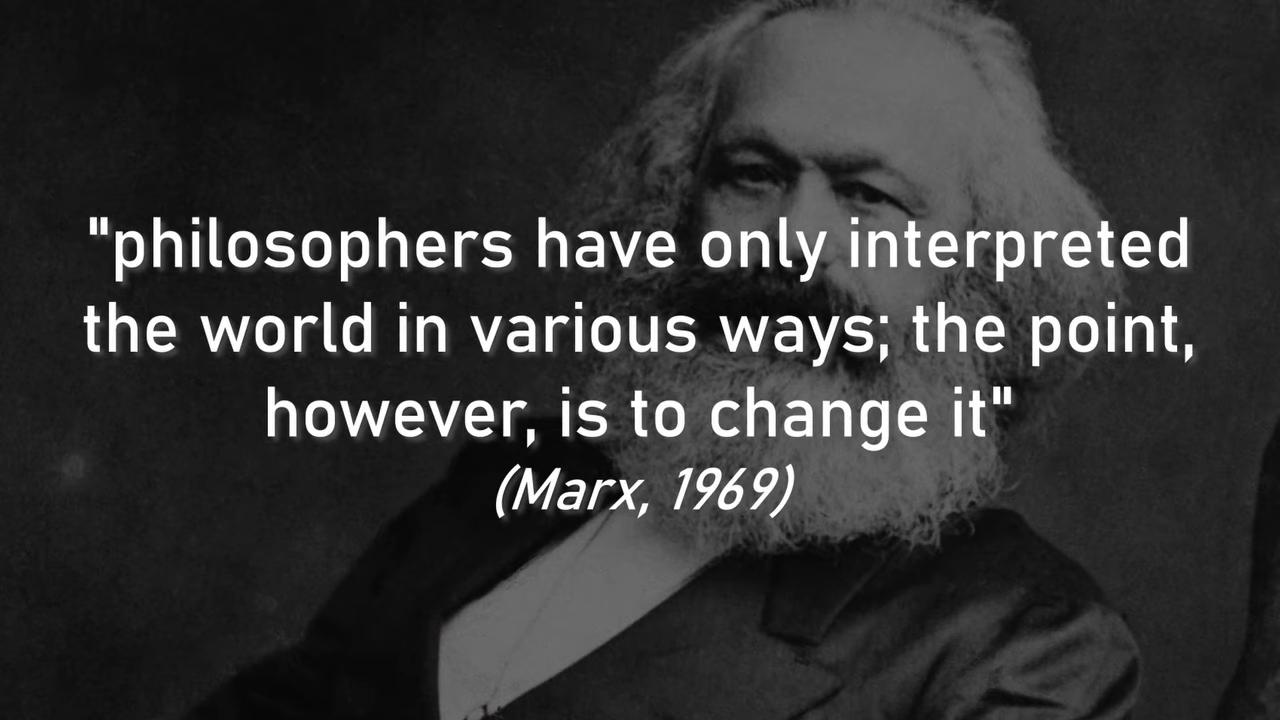 "philosophers have only interpreted
the world in various ways; the point,
however, is to change it"
(Marx, 1969)